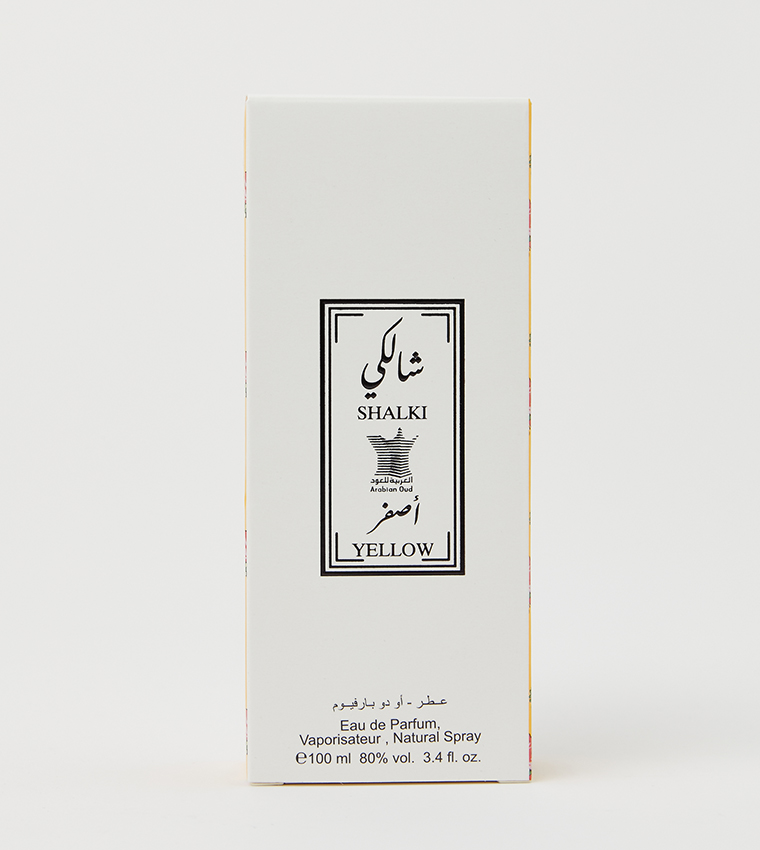 شالكي
SHALKI
العربية للعود
Arabian Oud
أصفر
YELLOW
عطر - أو دو بارفيوم
Eau de Parfum,
Vaporisateur , Natural Spray
℮100 ml 80% vol. 3.4 fl. oz.